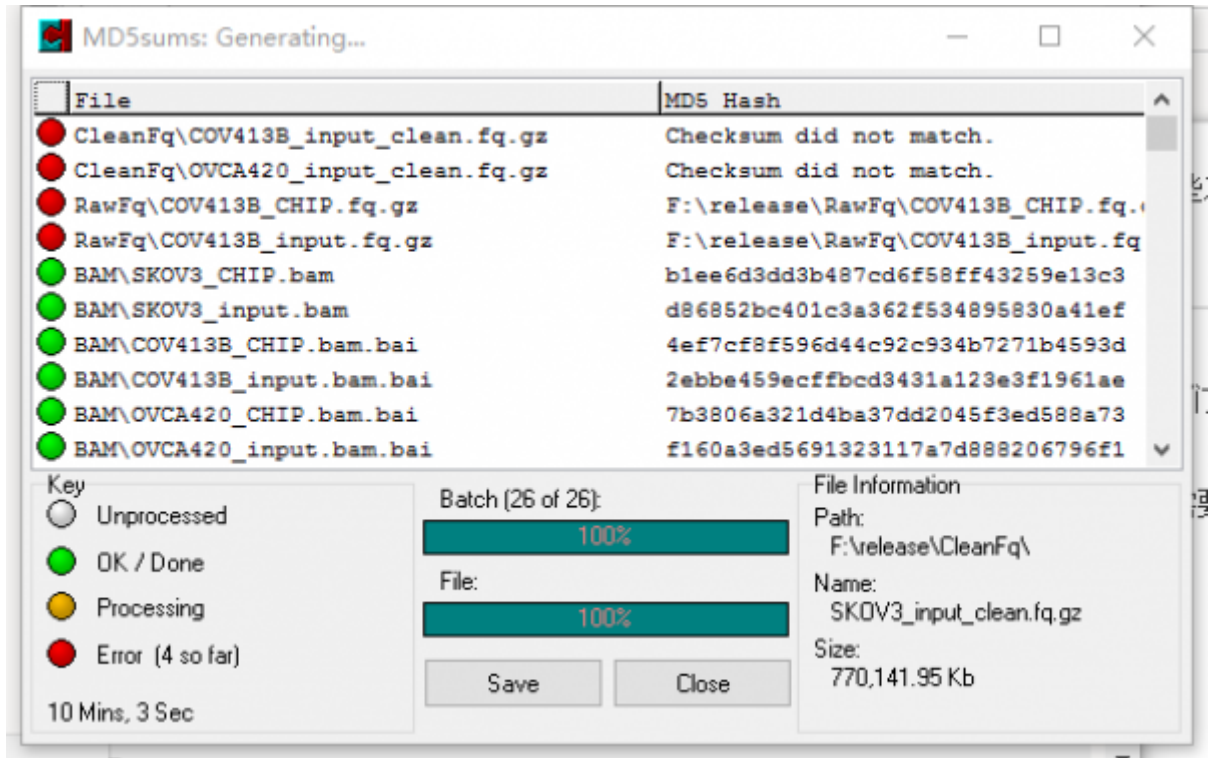 MD5sums: Generating...
File MD5 Hash
CleanFq\COV413B_input_clean.fq.gz Checksum did not match.
CleanFq\OVCA420_input_clean.fq.gz Checksum did not match.
RawFq\COV413B_CHIP.fq.gz F:\release\RawFq\COV413B_CHIP.fq.
RawFq\COV413B_input.fq.gz F:\release\RawFq\COV413B_input.fq
BAM\SKOV3_CHIP.bam b1ee6d3dd3b487cd6f58ff43259e13c3
BAM\SKOV3_input.bam d86852bc401c3a362f534895830a41ef
BAM\COV413B_CHIP.bam.bai 4ef7cf8f596d44c92c934b7271b4593d
BAM\COV413B_input.bam.bai 2ebbe459ecffbcd3431a123e3f1961ae
BAM\OVCA420_CHIP.bam.bai 7b3806a321d4ba37dd2045f3ed588a73
BAM\OVCA420_input.bam.bai f160a3ed5691323117a7d888206796f1
Key
Unprocessed
OK / Done
Processing
Error (4 so far)
10 Mins, 3 Sec
Batch (26 of 26):
100%
File:
100%
Save Close
File Information
Path:
F:\release\CleanFq\
Name:
SKOV3_input_clean.fq.gz
Size:
770,141.95 Kb